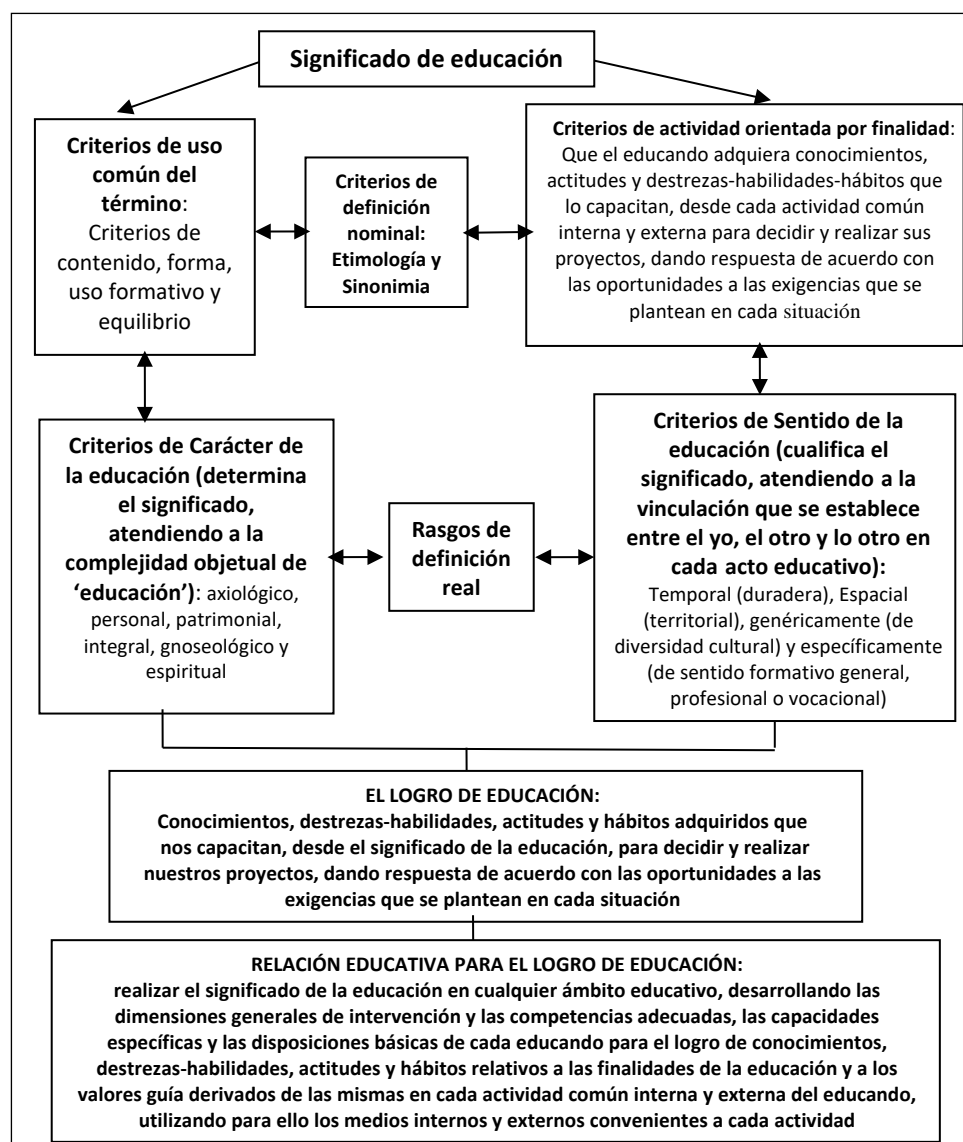 Significado de educación
Criterios de uso
común del
término:
Criterios de
contenido, forma,
uso formativo y
equilibrio
Criterios de
definición
nominal:
Etimología y
Sinonimia
Criterios de actividad orientada por finalidad:
Que el educando adquiera conocimientos,
actitudes y destrezas-habilidades-hábitos que
lo capacitan, desde cada actividad común
interna y externa para decidir y realizar sus
proyectos, dando respuesta de acuerdo con
las oportunidades a las exigencias que se
plantean en cada situación
Criterios de Carácter de
la educación (determina
el significado,
atendiendo a la
complejidad objetual de
‘educación’): axiológico,
personal, patrimonial,
integral, gnoseológico y
espiritual
Rasgos de
definición
real
Criterios de Sentido de la
educación (cualifica el
significado, atendiendo a la
vinculación que se establece
entre el yo, el otro y lo otro en
cada acto educativo):
Temporal (duradera), Espacial
(territorial), genéricamente (de
diversidad cultural) y específicamente
(de sentido formativo general,
profesional o vocacional)
EL LOGRO DE EDUCACIÓN:
Conocimientos, destrezas-habilidades, actitudes y hábitos adquiridos que
nos capacitan, desde el significado de la educación, para decidir y realizar
nuestros proyectos, dando respuesta de acuerdo con las oportunidades a las
exigencias que se plantean en cada situación
RELACIÓN EDUCATIVA PARA EL LOGRO DE EDUCACIÓN:
realizar el significado de la educación en cualquier ámbito educativo, desarrollando las
dimensiones generales de intervención y las competencias adecuadas, las capacidades
específicas y las disposiciones básicas de cada educando para el logro de conocimientos,
destrezas-habilidades, actitudes y hábitos relativos a las finalidades de la educación y a los
valores guía derivados de las mismas en cada actividad común interna y externa del educando,
utilizando para ello los medios internos y externos convenientes a cada actividad